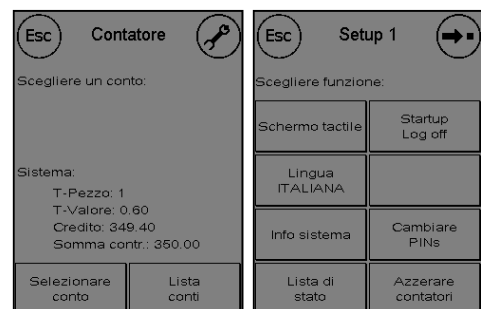 Esc
Contatore
Scegliere un conto:
Sistema:
T-Pezzo: 1
T-Valore: 0.60
Credito: 349.40
Somma contr.: 350.00
Selezionare
conto
Lista
conti
Esc
Setup 1
Scegliere funzione:
Schermo tactile
Startup
Log off
Lingua
ITALIANA
Info sistema
Cambiare
PINs
Lista di
stato
Azzerare
contatori